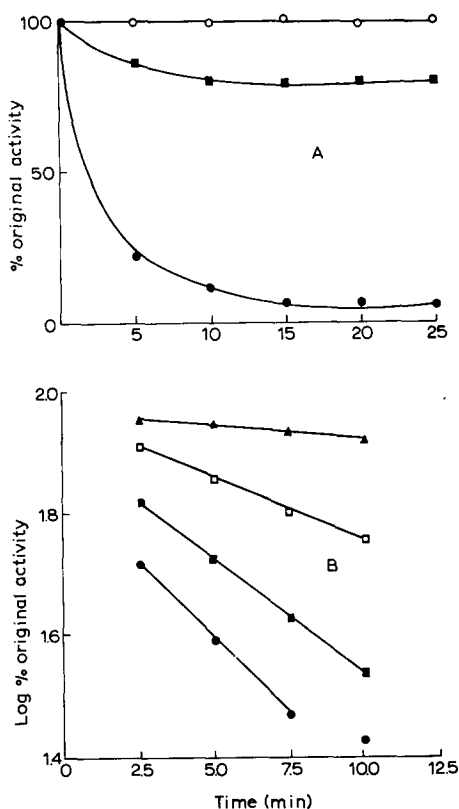 100
50
0
% original activity
A
5 10 15 20 25
2.0
1.8
1.6
1.4
Log % original activity
B
0 2.5 5.0 7.5 10.0 12.5
Time (min)